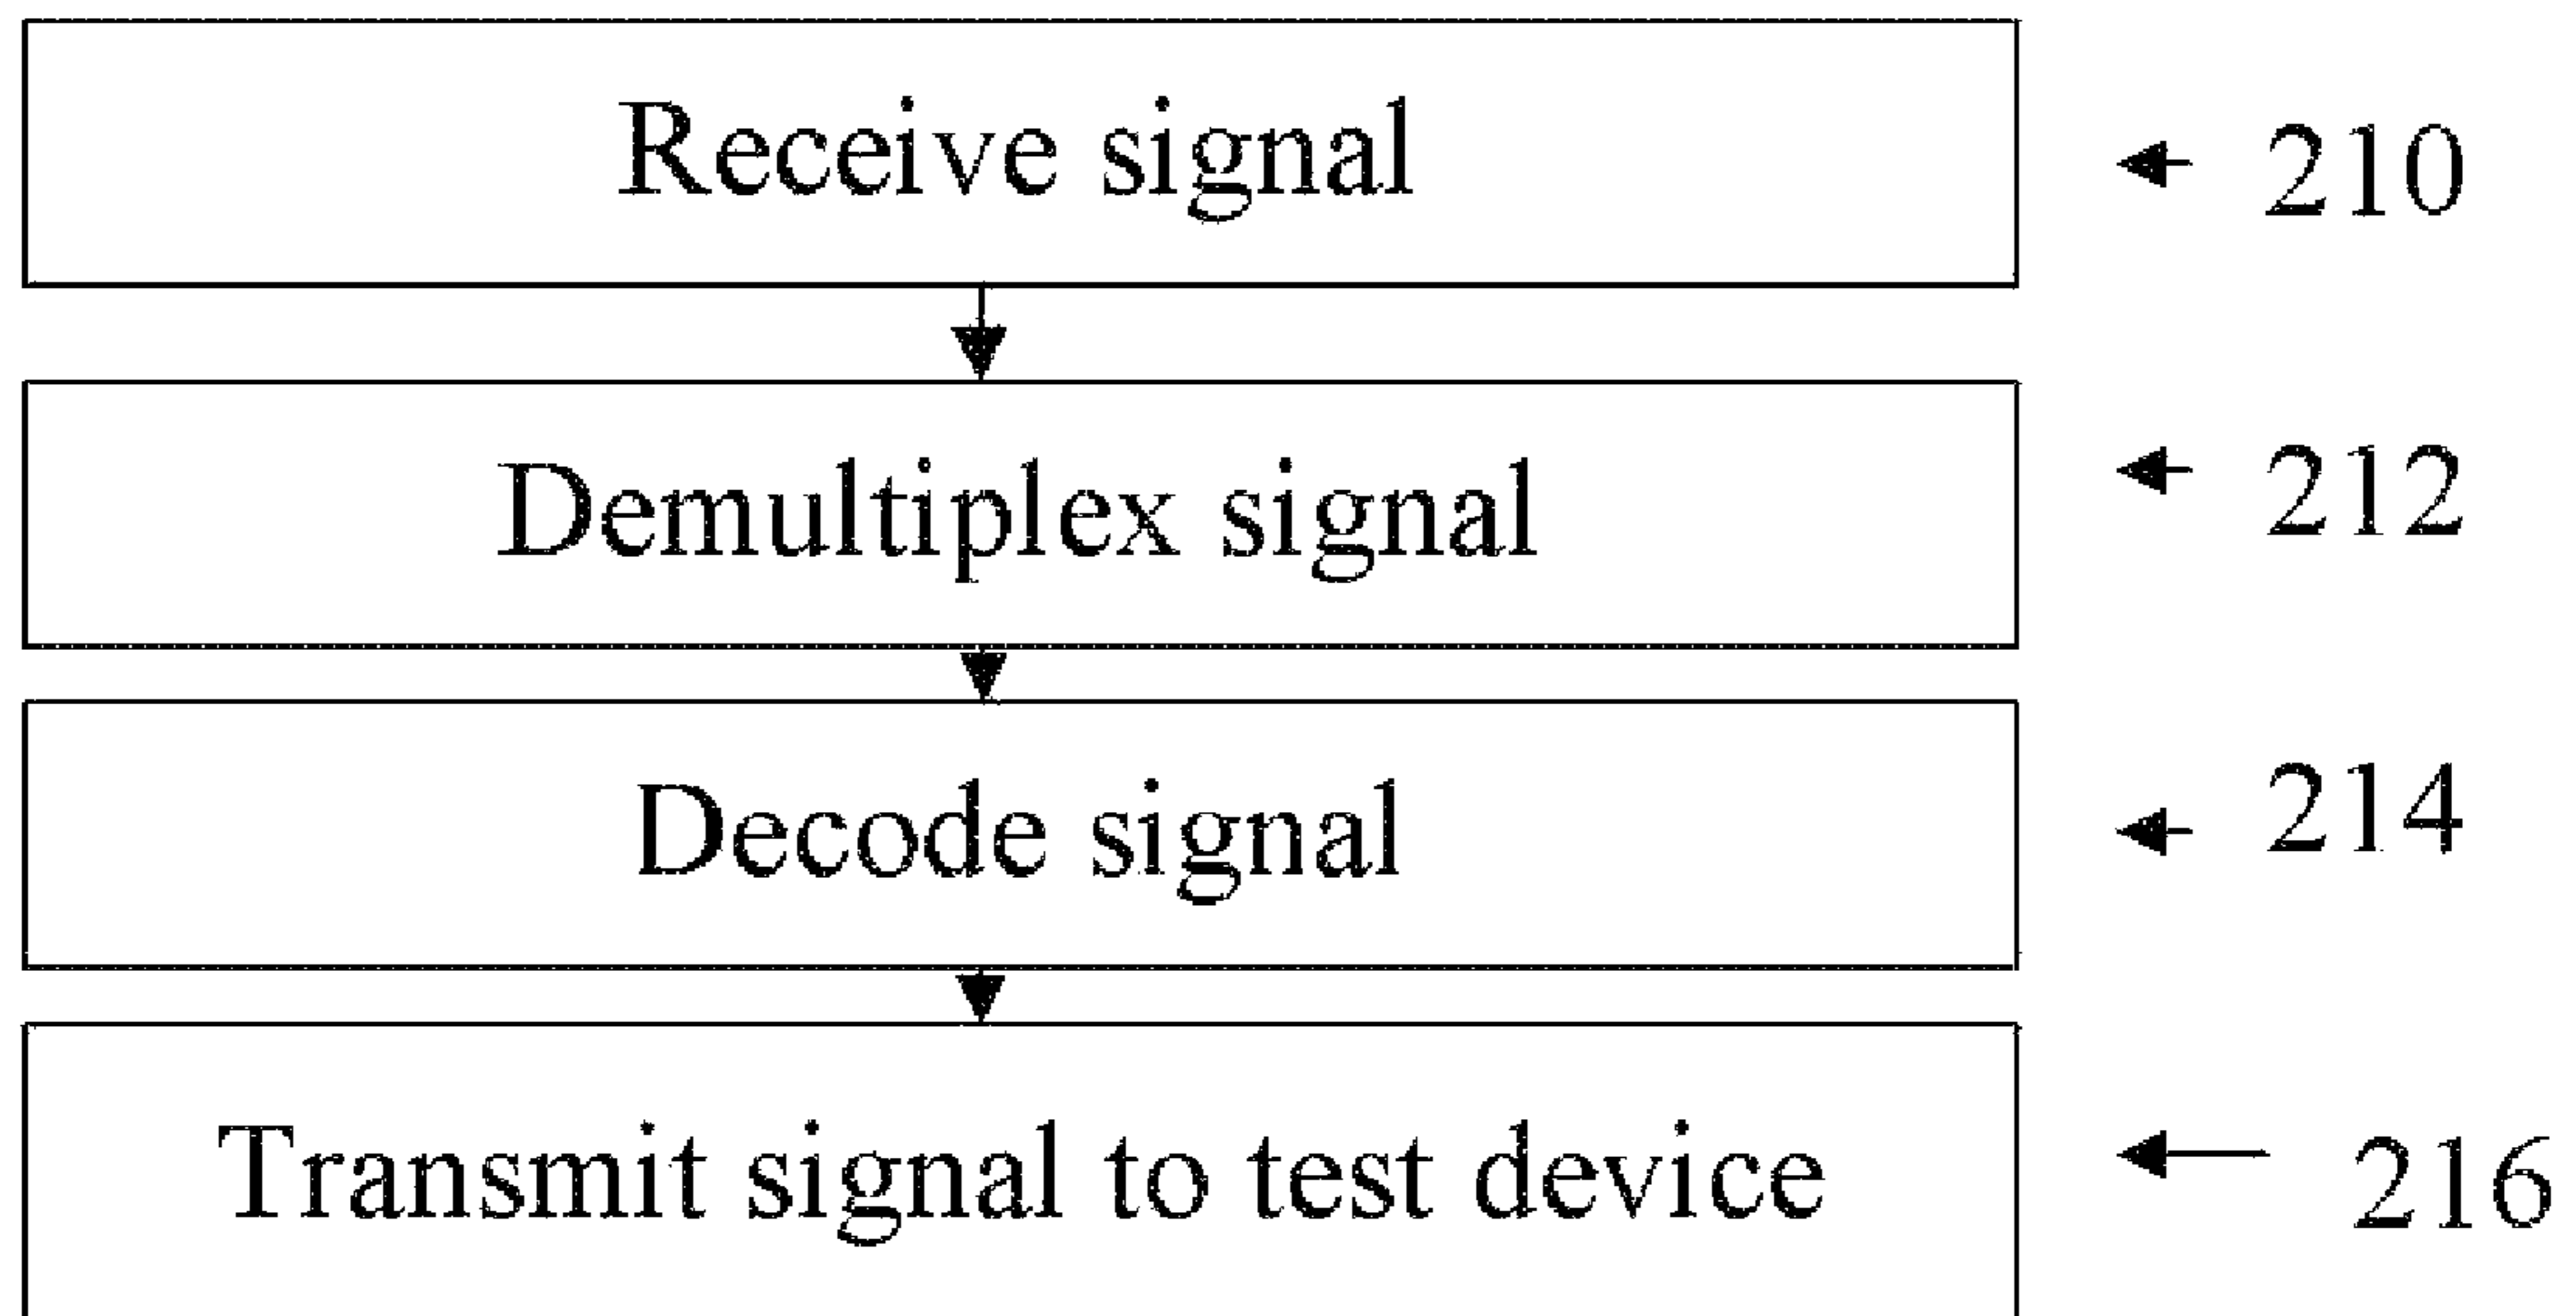 Receive signal 210
Demultiplex signal 212
Decode signal 214
Transmit signal to test device 216